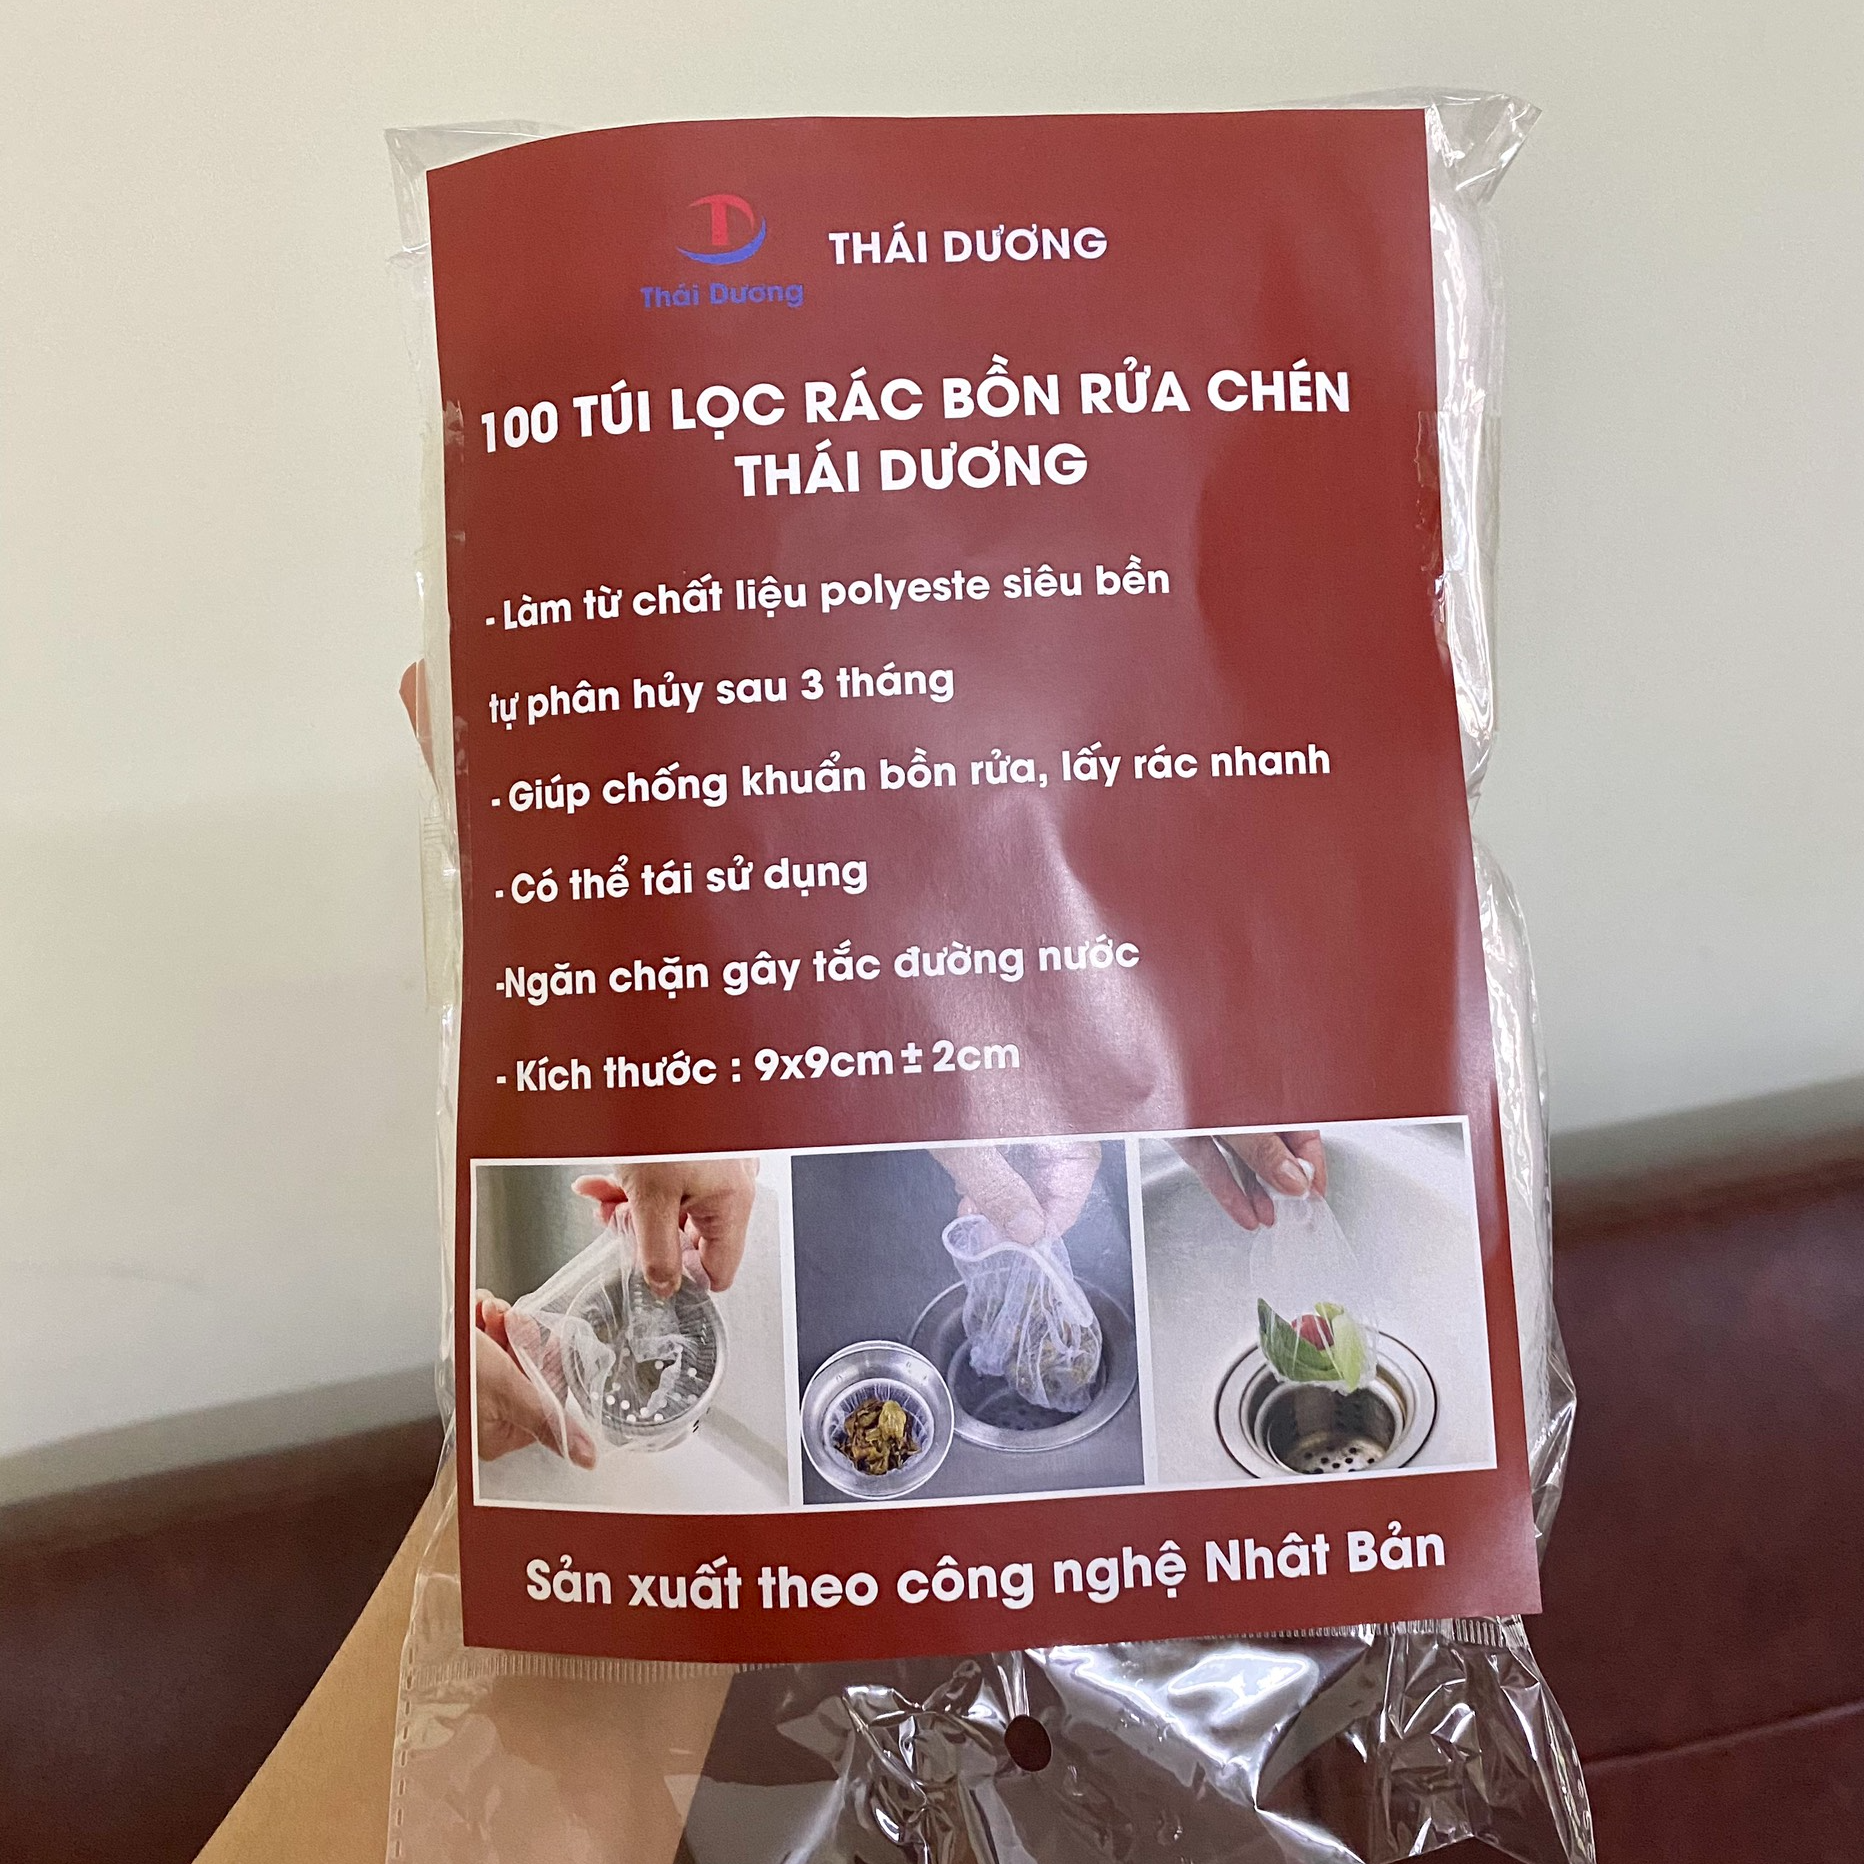 Thái Dương
THÁI DƯƠNG
100 TÚI LỌC RÁC BỒN RỬA CHÉN
THÁI DƯƠNG
- Làm từ chất liệu polyeste siêu bền
tự phân hủy sau 3 tháng
- Giúp chống khuẩn bồn rửa, lấy rác nhanh
- Có thể tái sử dụng
-Ngăn chặn gây tắc đường nước
- Kích thước : 9x9cm ± 2cm
Sản xuất theo công nghệ Nhât Bản